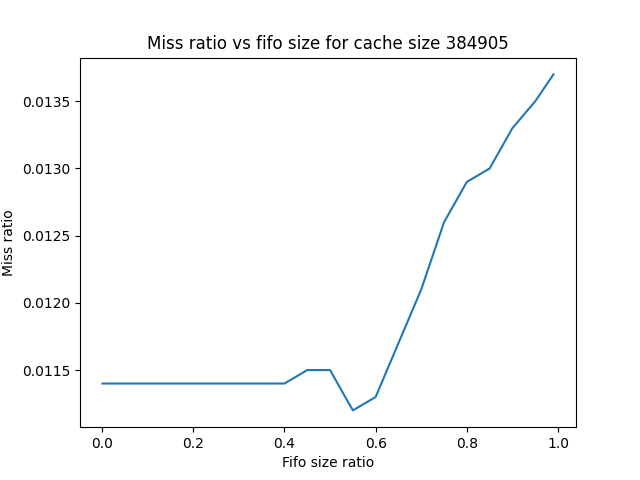 Miss ratio vs fifo size for cache size 384905
0.0135
0.0130
0.0125
0.0120
0.0115
Miss ratio
0.0 0.2 0.4 0.6 0.8 1.0
Fifo size ratio